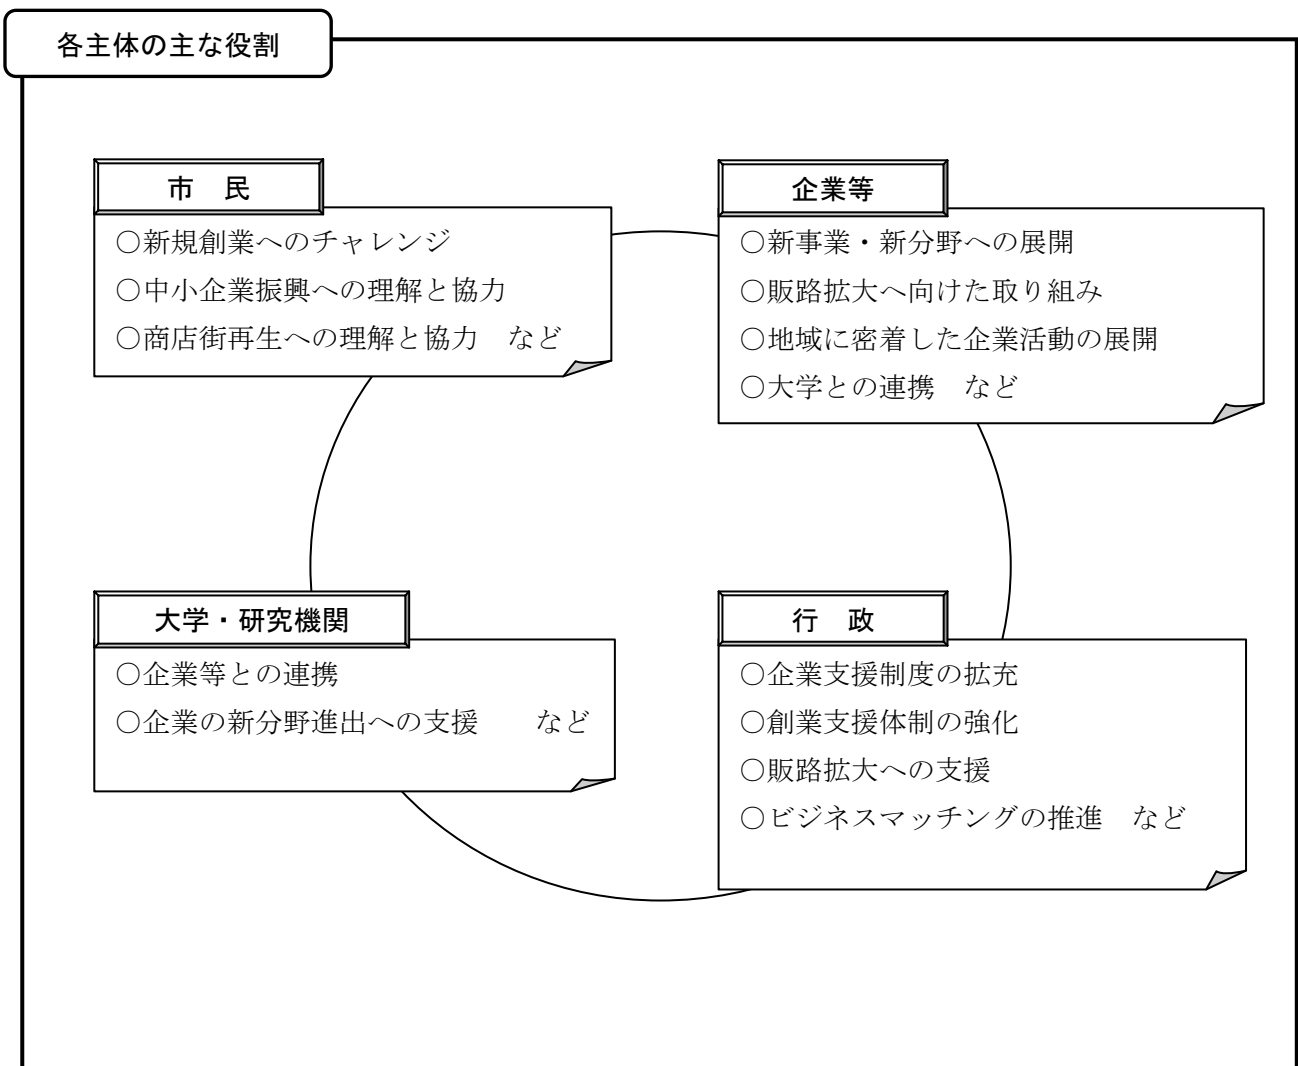 各主体の主な役割
市　民
○新規創業へのチャレンジ
○中小企業振興への理解と協力
○商店街再生への理解と協力　など
企業等
○新事業・新分野への展開
○販路拡大へ向けた取り組み
○地域に密着した企業活動の展開
○大学との連携　など
大学・研究機関
○企業等との連携
○企業の新分野進出への支援　　など
行　政
○企業支援制度の拡充
○創業支援体制の強化
○販路拡大への支援
○ビジネスマッチングの推進　など